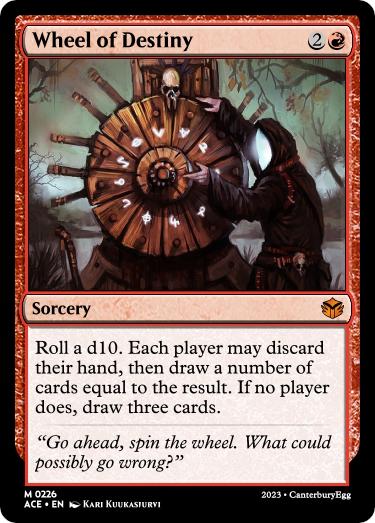 Wheel of Destiny 2
Sorcery
Roll a d10. Each player may discard
their hand, then draw a number of
cards equal to the result. If no player
does, draw three cards.
“Go ahead, spin the wheel. What could
possibly go wrong?”
M 0226
ACE • EN Kari Kuukasjurvi 2023 • CanterburyEgg